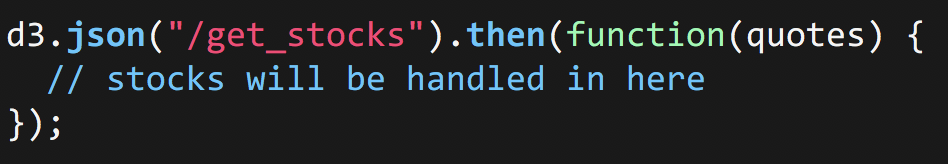 d3.json("/get_stocks").then(function(quotes) {
  // stocks will be handled in here
});